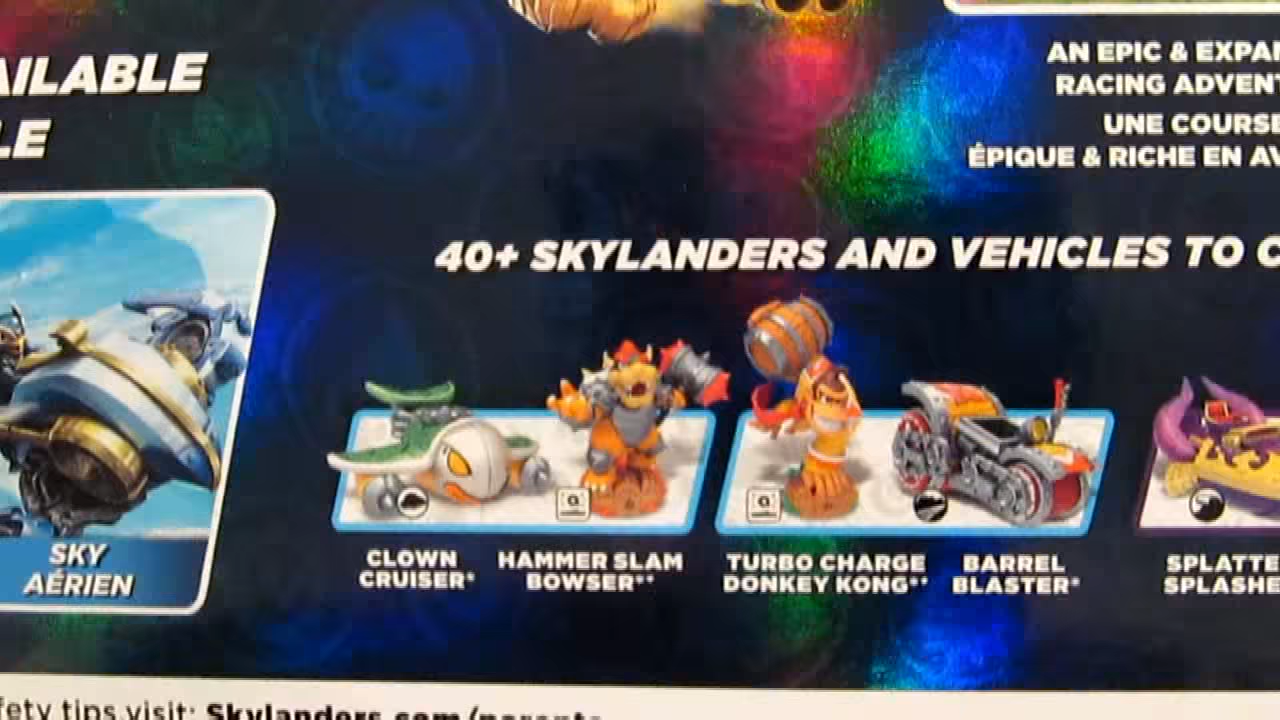 AILABLE
LE
AN EPIC & EXPAN
RACING ADVENT
UNE COURSE
ÉPIQUE & RICHE EN AV
40+ SKYLANDERS AND VEHICLES TO C
SKY
AÉRIEN
CLOWN
CRUISER*
HAMMER SLAM
BOWSER**
TURBO CHARGE
DONKEY KONG**
BARREL
BLASTER*
SPLATTE
SPLASHE
fety tips visit: Skylanders.com/parents